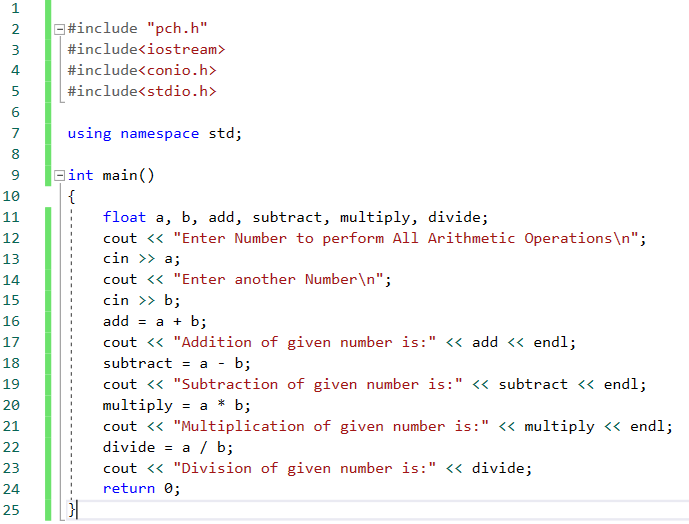 1
2 #include "pch.h"
3 #include<iostream>
4 #include<conio.h>
5 #include<stdio.h>
6
7 using namespace std;
8
9 int main()
10 {
11 float a, b, add, subtract, multiply, divide;
12 cout << "Enter Number to perform All Arithmetic Operations\n";
13 cin >> a;
14 cout << "Enter another Number\n";
15 cin >> b;
16 add = a + b;
17 cout << "Addition of given number is:" << add << endl;
18 subtract = a - b;
19 cout << "Subtraction of given number is:" << subtract << endl;
20 multiply = a * b;
21 cout << "Multiplication of given number is:" << multiply << endl;
22 divide = a / b;
23 cout << "Division of given number is:" << divide;
24 return 0;
25 }